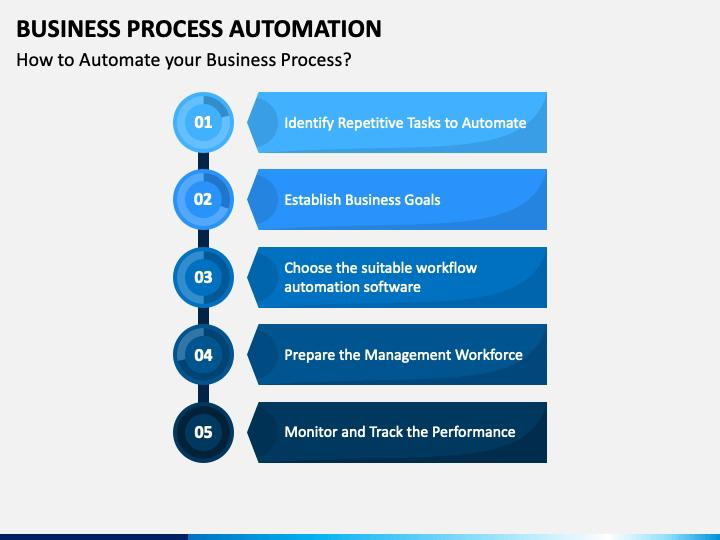 BUSINESS PROCESS AUTOMATION
How to Automate your Business Process?
01
Identify Repetitive Tasks to Automate
02
Establish Business Goals
03
Choose the suitable workflow
automation software
04
Prepare the Management Workforce
05
Monitor and Track the Performance